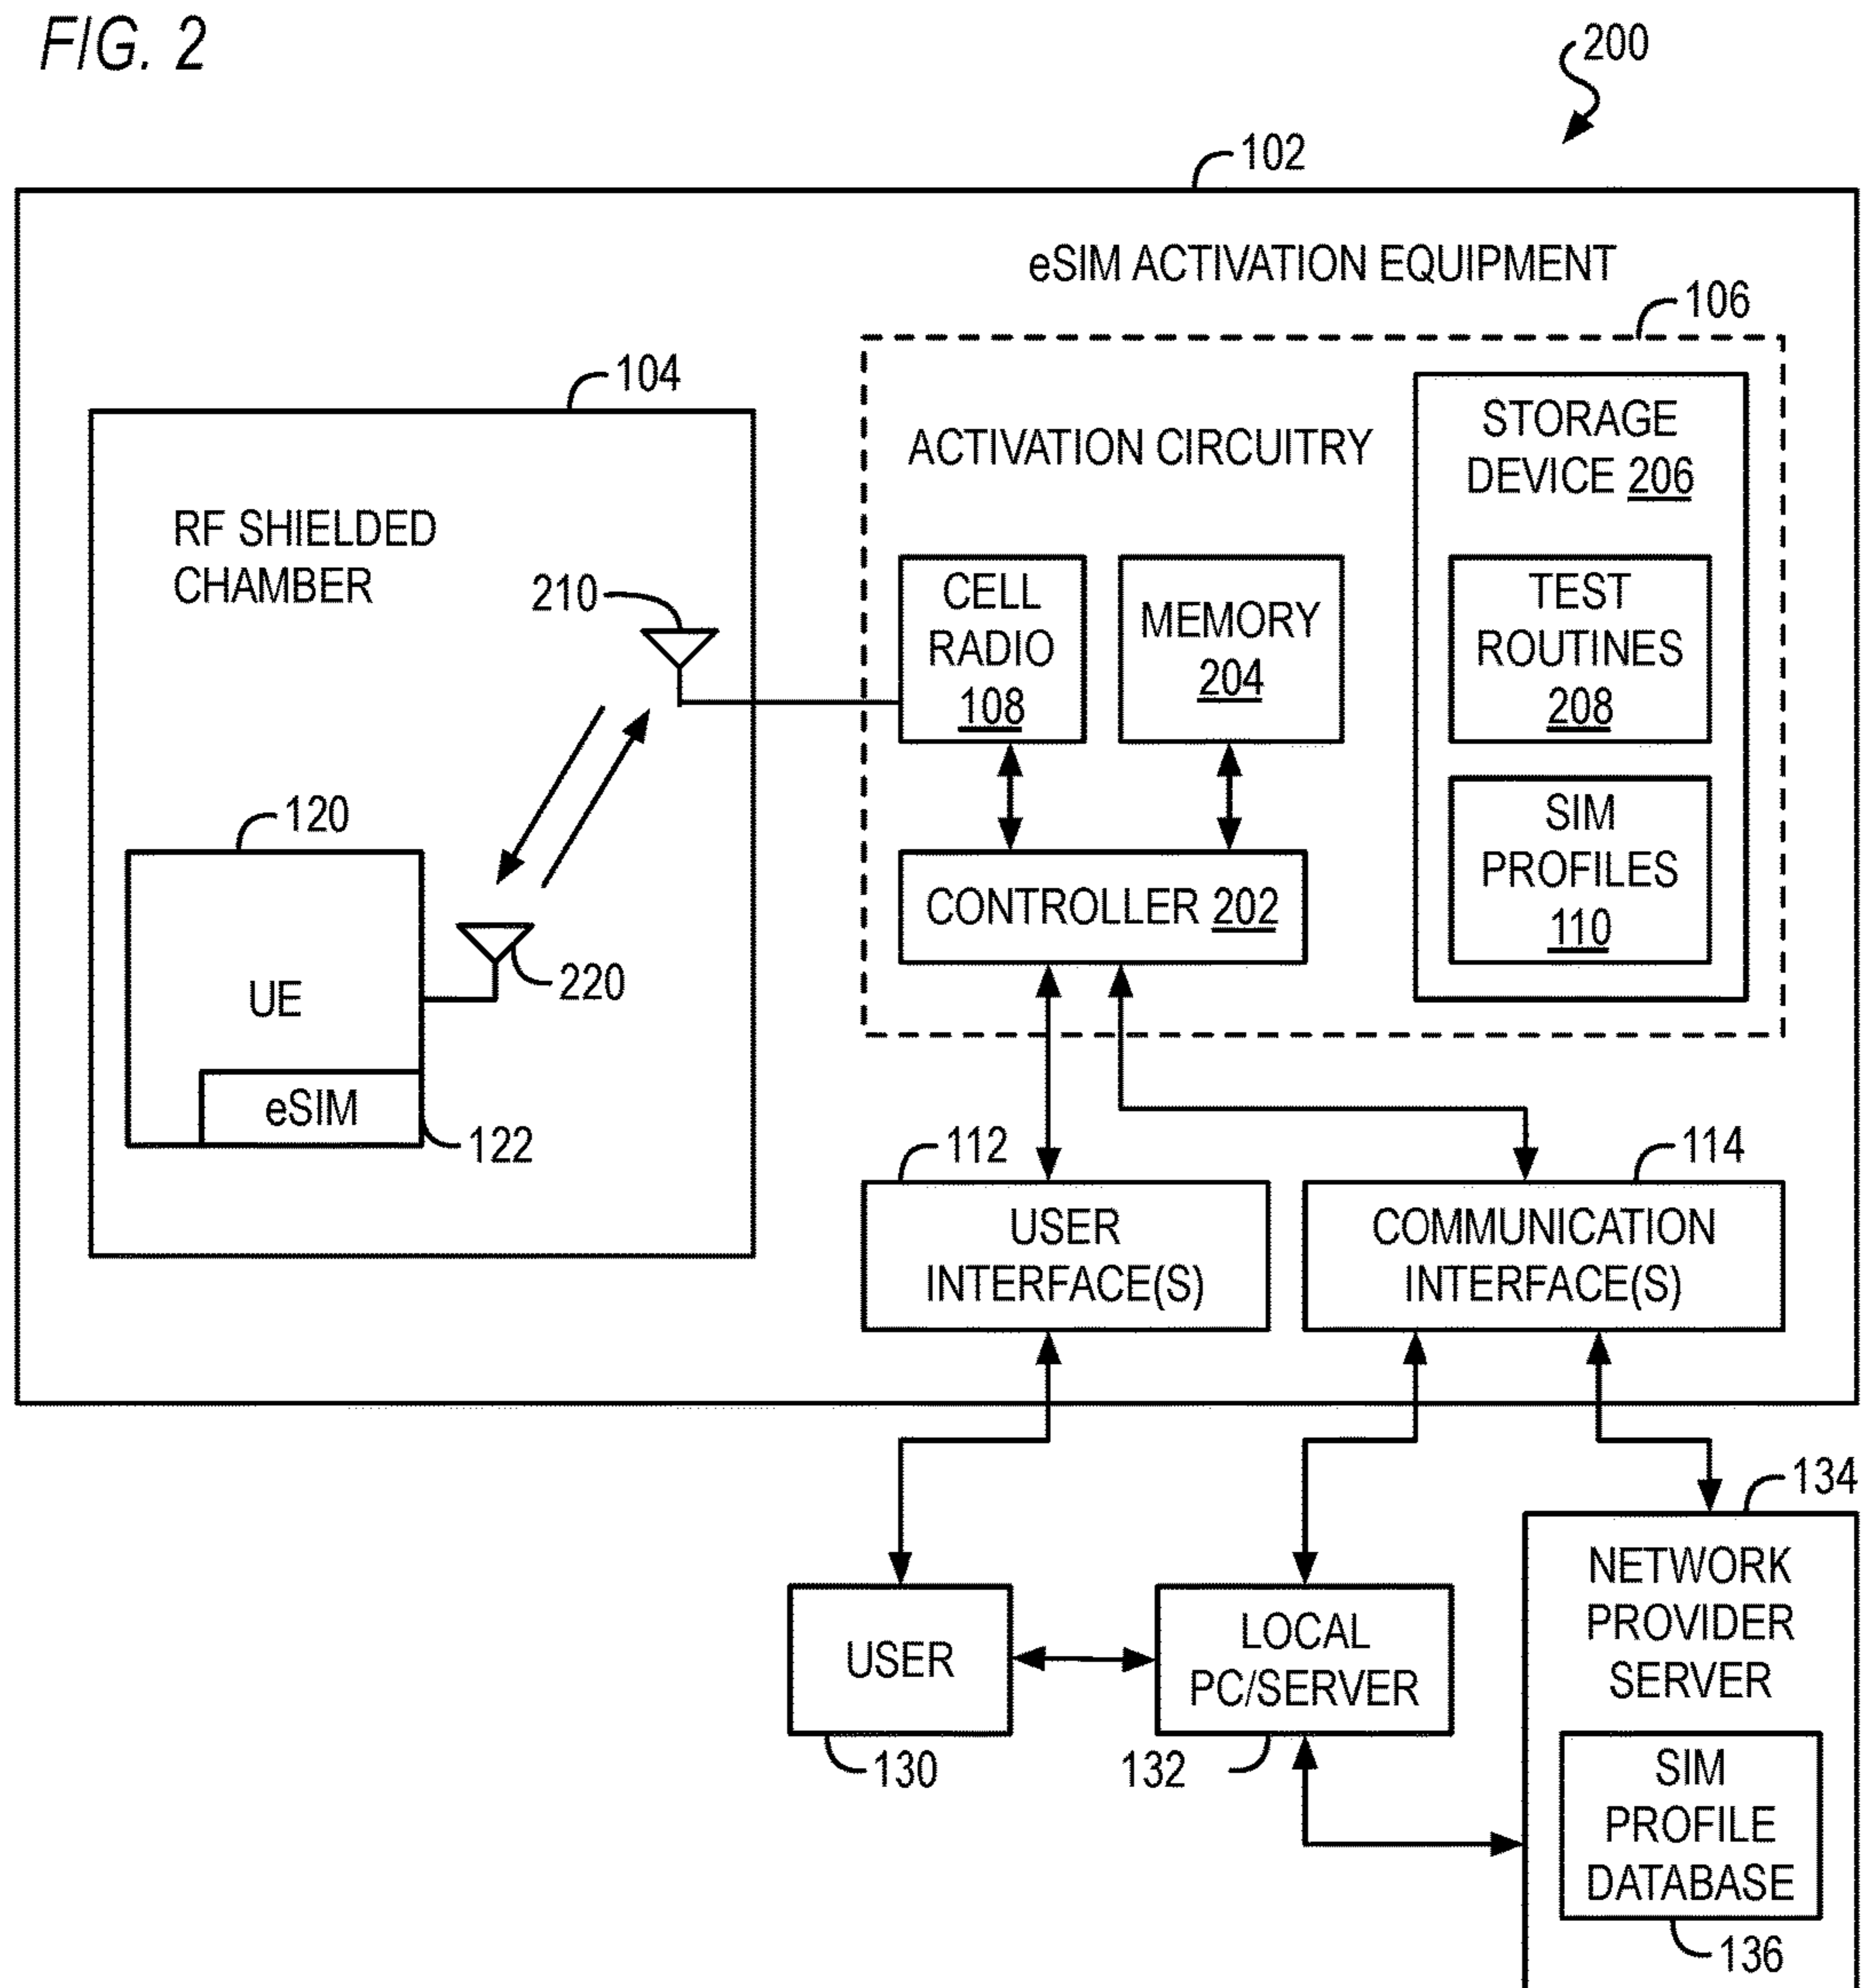 FIG. 2
200
102
eSIM ACTIVATION EQUIPMENT
106
104
ACTIVATION CIRCUITRY
STORAGE
DEVICE 206
RF SHIELDED
CHAMBER
210
CELL
RADIO
108
MEMORY
204
TEST
ROUTINES
208
120
SIM
PROFILES
110
CONTROLLER 202
220
UE
eSIM
122
112
114
USER
INTERFACE(S)
COMMUNICATION
INTERFACE(S)
134
NETWORK
PROVIDER
SERVER
USER
LOCAL
PC/SERVER
130
132
SIM
PROFILE
DATABASE
136